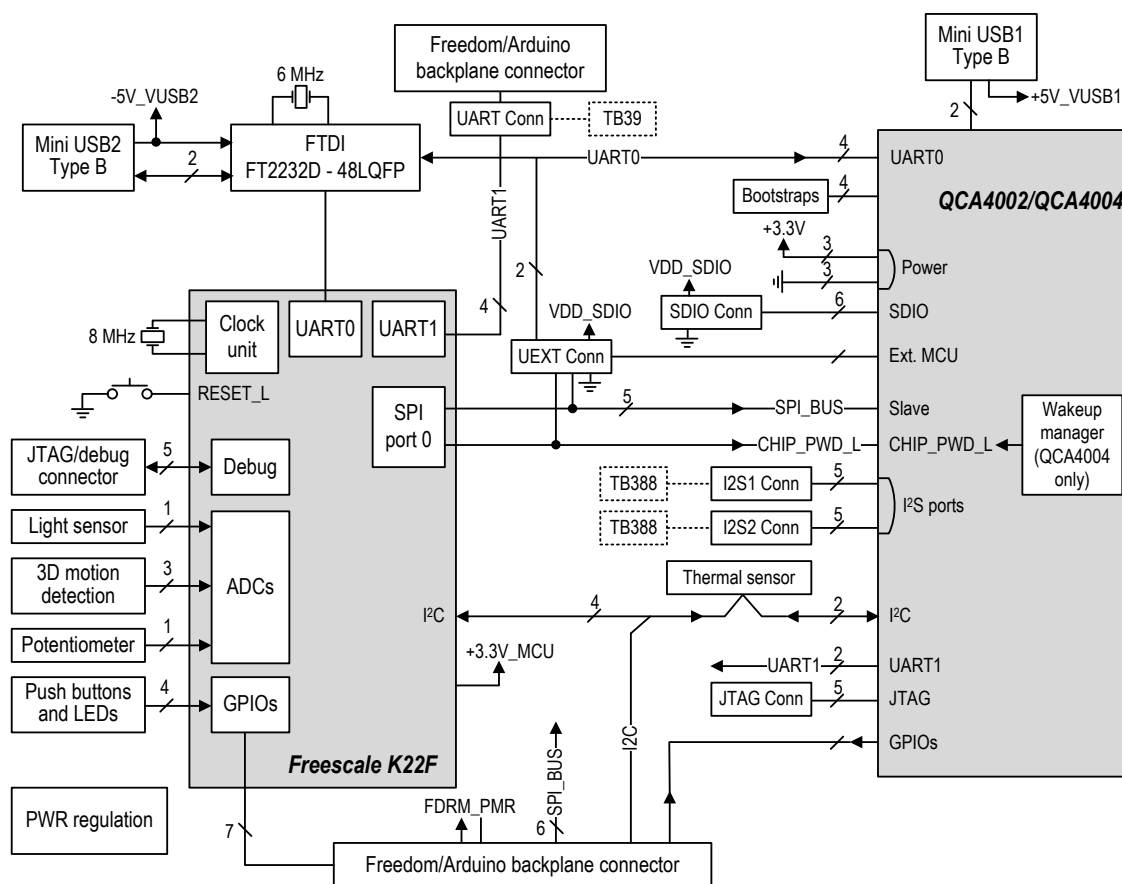 Freedom/Arduino
backplane connector
Mini USB1
Type B
6 MHz
-5V_VUSB2
+5V_VUSB1
UART Conn
TB39
2
Mini USB2
Type B
2
FTDI
FT2232D - 48LQFP
UART0
4
UART0
QCA4002/QCA4004
Bootstraps
4
UART1
+3.3V
3
3
Power
2
VDD_SDIO
SDIO Conn
6
SDIO
4
VDD_SDIO
8 MHz
Clock
unit
UART0
UART1
UEXT Conn
Ext. MCU
RESET_L
SPI
port 0
5
SPI_BUS
Slave
CHIP_PWD_L
CHIP_PWD_L
Wakeup
manager
(QCA4004
only)
JTAG/debug
connector
5
Debug
TB388
I2S1 Conn
5
TB388
I2S2 Conn
5
I²S ports
Light sensor
1
3D motion
detection
3
ADCs
Potentiometer
1
Thermal sensor
I²C
4
2
I²C
+3.3V_MCU
UART1
2
UART1
JTAG Conn
5
JTAG
Push buttons
and LEDs
4
GPIOs
GPIOs
I2C
Freescale K22F
SPI_BUS
6
FDRM_PMR
PWR regulation
7
Freedom/Arduino backplane connector